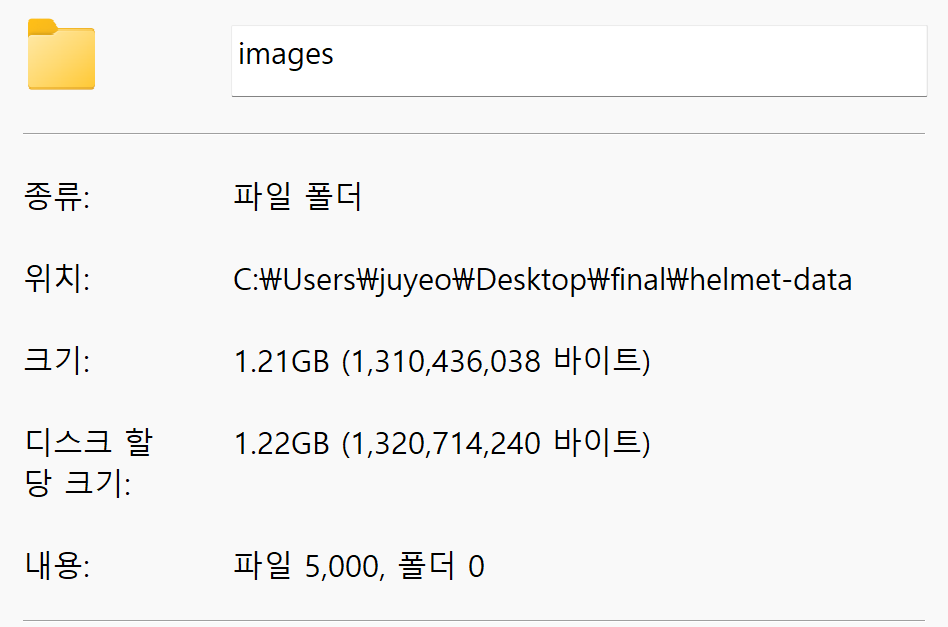 images
종류: 파일 폴더
위치: C:₩Users₩juyeo₩Desktop₩final₩helmet-data
크기: 1.21GB (1,310,436,038 바이트)
디스크 할 1.22GB (1,320,714,240 바이트)
당 크기:
내용: 파일 5,000, 폴더 0